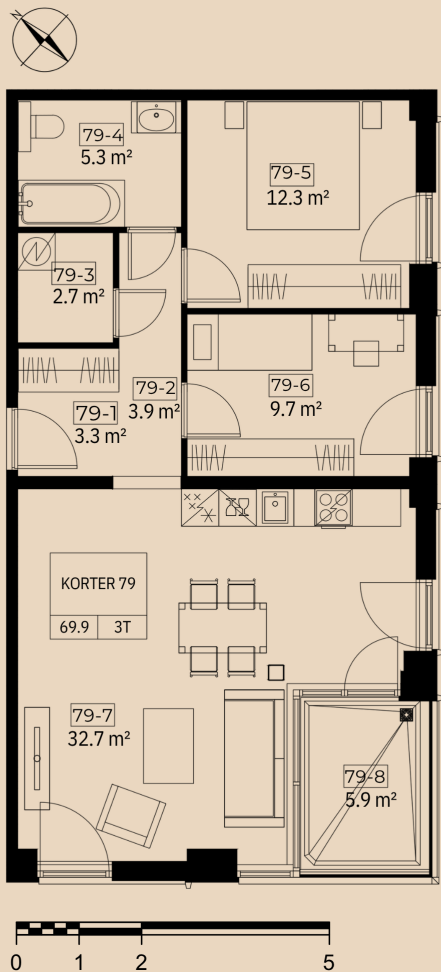 N
79-4
5.3 m²
79-5
12.3 m²
79-3
2.7 m²
79-2
3.9 m²
79-1
3.3 m²
79-6
9.7 m²
KORTER 79
69.9 3T
79-7
32.7 m²
79-8
5.9 m²
0 1 2 5